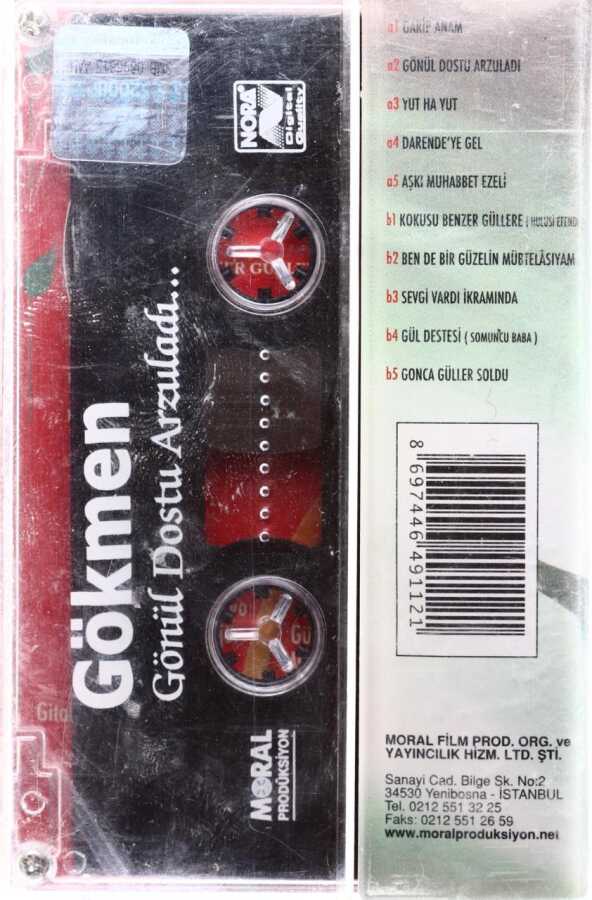 NORA
Digital
Quality
Gökmen
Gönül Dostu Arzuladı...
MORAL
PRODÜKSİYON
a1 GARİP ANAM
a2 GÖNÜL DOSTU ARZULADI
a3 YUT HA YUT
a4 DARENDE'YE GEL
a5 AŞKI MUHABBET EZELİ
b1 KOKUSU BENZER GÜLLERE ( HULUSİ EFENDİ
b2 BEN DE BİR GÜZELİN MÜBTELÂSIYAM
b3 SEVGİ VARDI İKRAMINDA
b4 GÜL DESTESİ ( SOMUNCU BABA )
b5 GONCA GÜLLER SOLDU
8 697446 491121
MORAL FİLM PROD. ORG. ve
YAYINCILIK HİZM. LTD. ŞTİ.
Sanayi Cad. Bilge Sk. No:2
34530 Yenibosna - İSTANBUL
Tel. 0212 551 32 25
Faks: 0212 551 26 59
www.moralproduksiyon.net